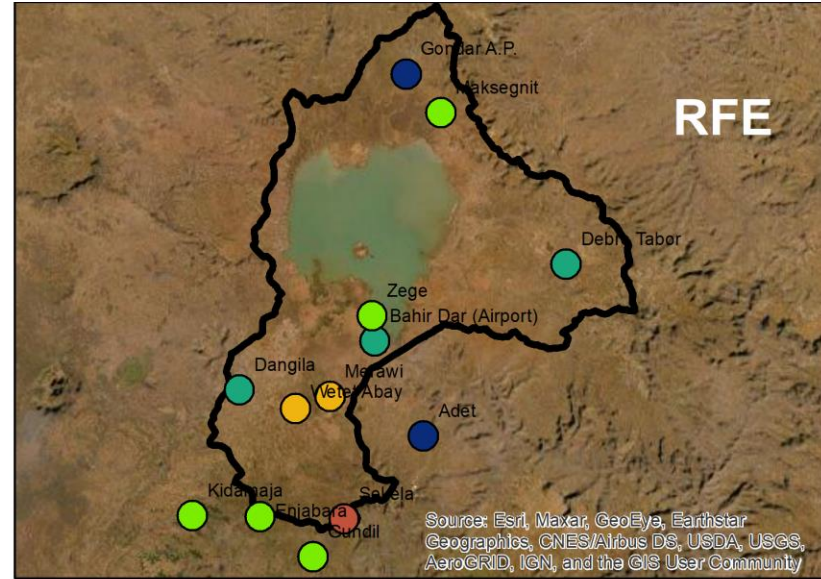 Gondar A.P.
Maksegnit
RFE
Debre Tabor
Zege
Bahir Dar (Airport)
Dangila
Merawi
Wetet Abay
Adet
Kidamaja
Sekela
Enjabara
Gundil
Source: Esri, Maxar, GeoEye, Earthstar
Geographics, CNES/Airbus DS, USDA, USGS,
AeroGRID, IGN, and the GIS User Community